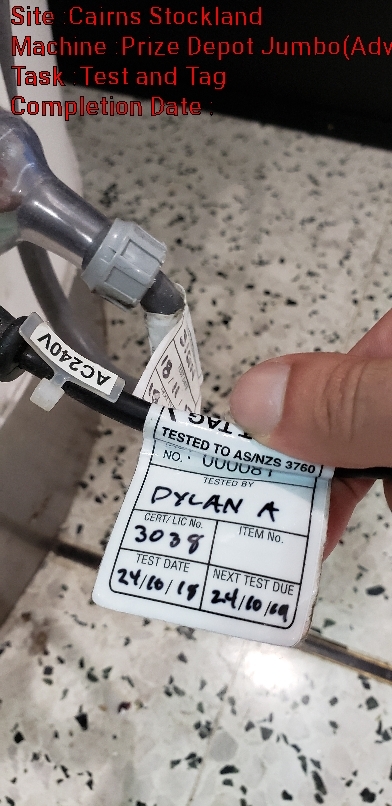 Site :Cairns Stockland
Machine :Prize Depot Jumbo(Adv
Task :Test and Tag
Completion Date :
AC240V
TAG
TESTED TO AS/NZS 3760
NO.
TESTED BY
DYLAN A
CERT/LIC No.
ITEM No.
3038
TEST DATE
NEXT TEST DUE
24/10/18
24/10/19